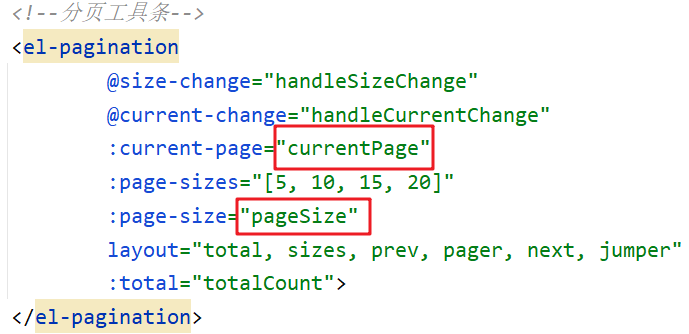 <!--分页工具条-->
<el-pagination
@size-change="handleSizeChange"
@current-change="handleCurrentChange"
:current-page="currentPage"
:page-sizes="[5, 10, 15, 20]"
:page-size="pageSize"
layout="total, sizes, prev, pager, next, jumper"
:total="totalCount">
</el-pagination>